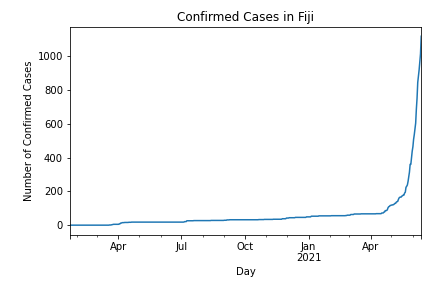 Confirmed Cases in Fiji
Number of Confirmed Cases
1000
800
600
400
200
0
Apr
Jul
Oct
Jan
2021
Apr
Day